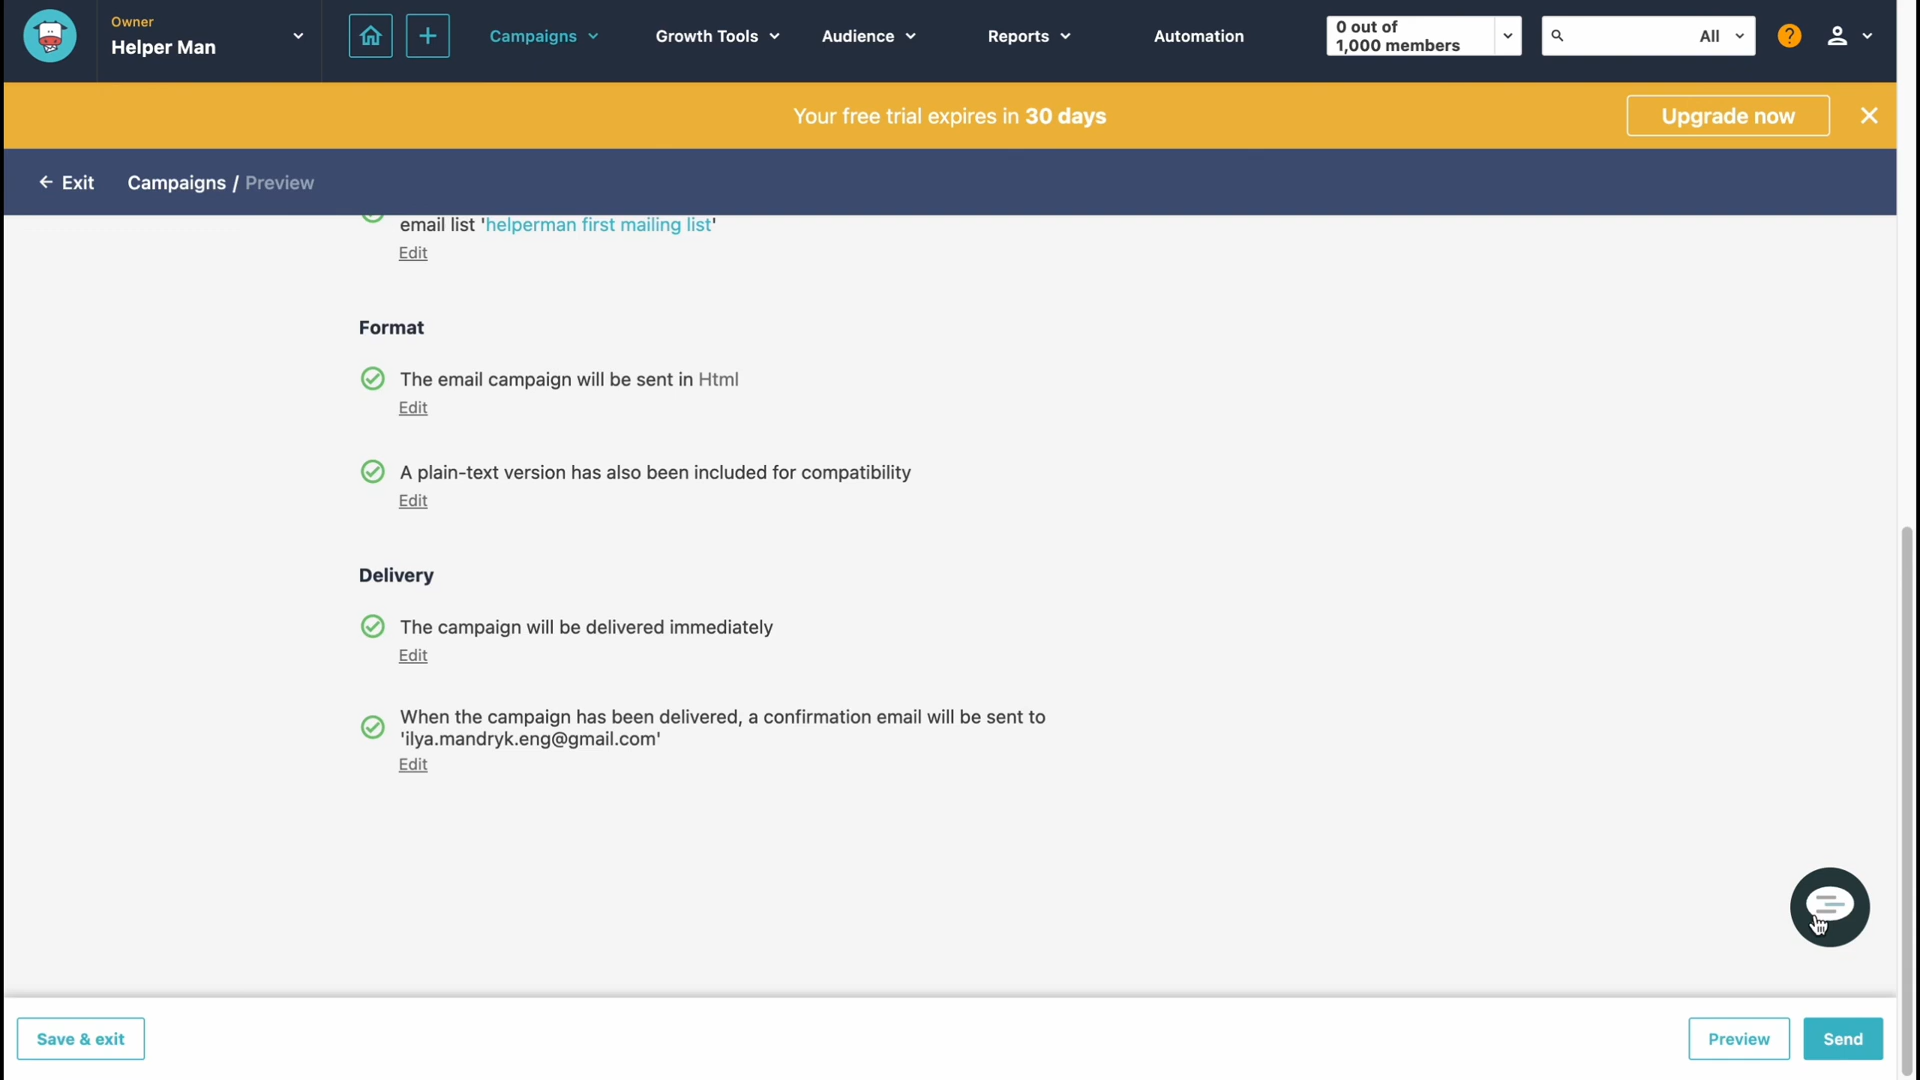 Owner
Helper Man
Campaigns
Growth Tools
Audience
Reports
Automation
0 out of
1,000 members
All
?
Your free trial expires in 30 days
Upgrade now
Exit
Campaigns / Preview
email list 'helperman first mailing list'
Edit
Format
The email campaign will be sent in Html
Edit
A plain-text version has also been included for compatibility
Edit
Delivery
The campaign will be delivered immediately
Edit
When the campaign has been delivered, a confirmation email will be sent to
'ilya.mandryk.eng@gmail.com'
Edit
Save & exit
Preview
Send